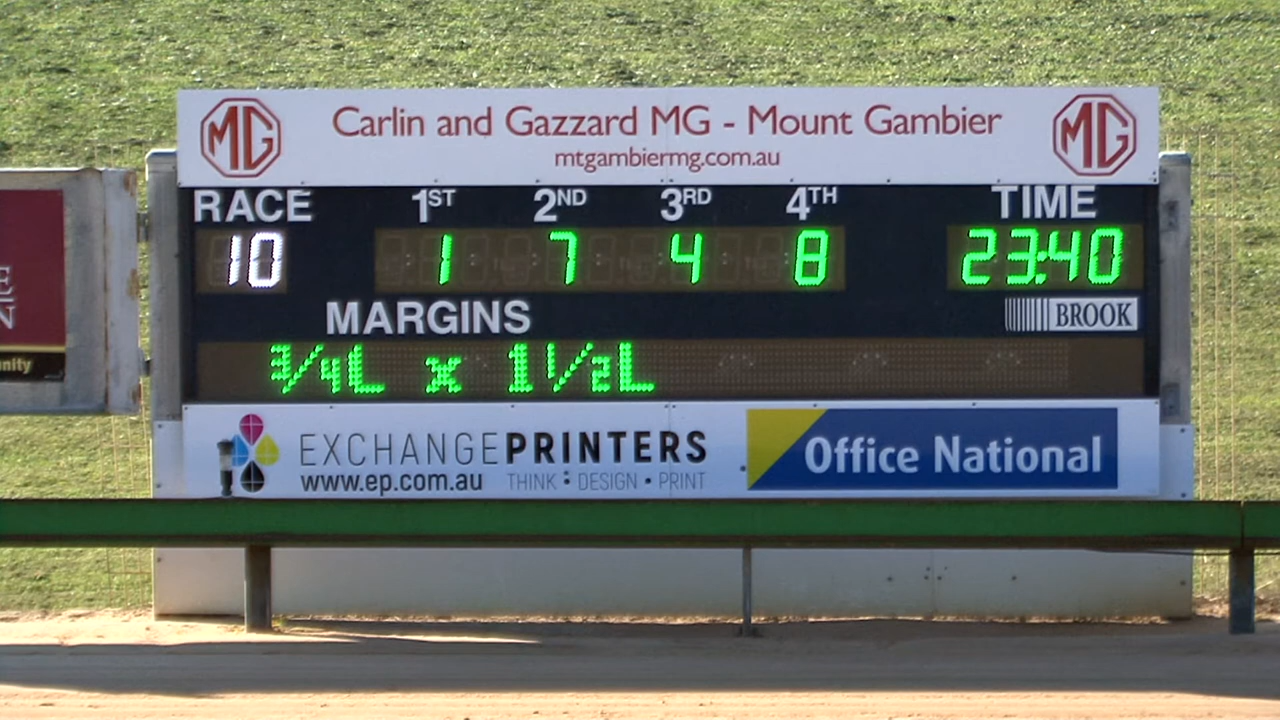 MG Carlin and Gazzard MG - Mount Gambier MG
mtgambiermg.com.au
RACE 1ST 2ND 3RD 4TH TIME
10 1 7 4 8 23:40
MARGINS
BROOK
¾L x 1½L
EXCHANGEPRINTERS
www.ep.com.au THINK : DESIGN • PRINT
Office National